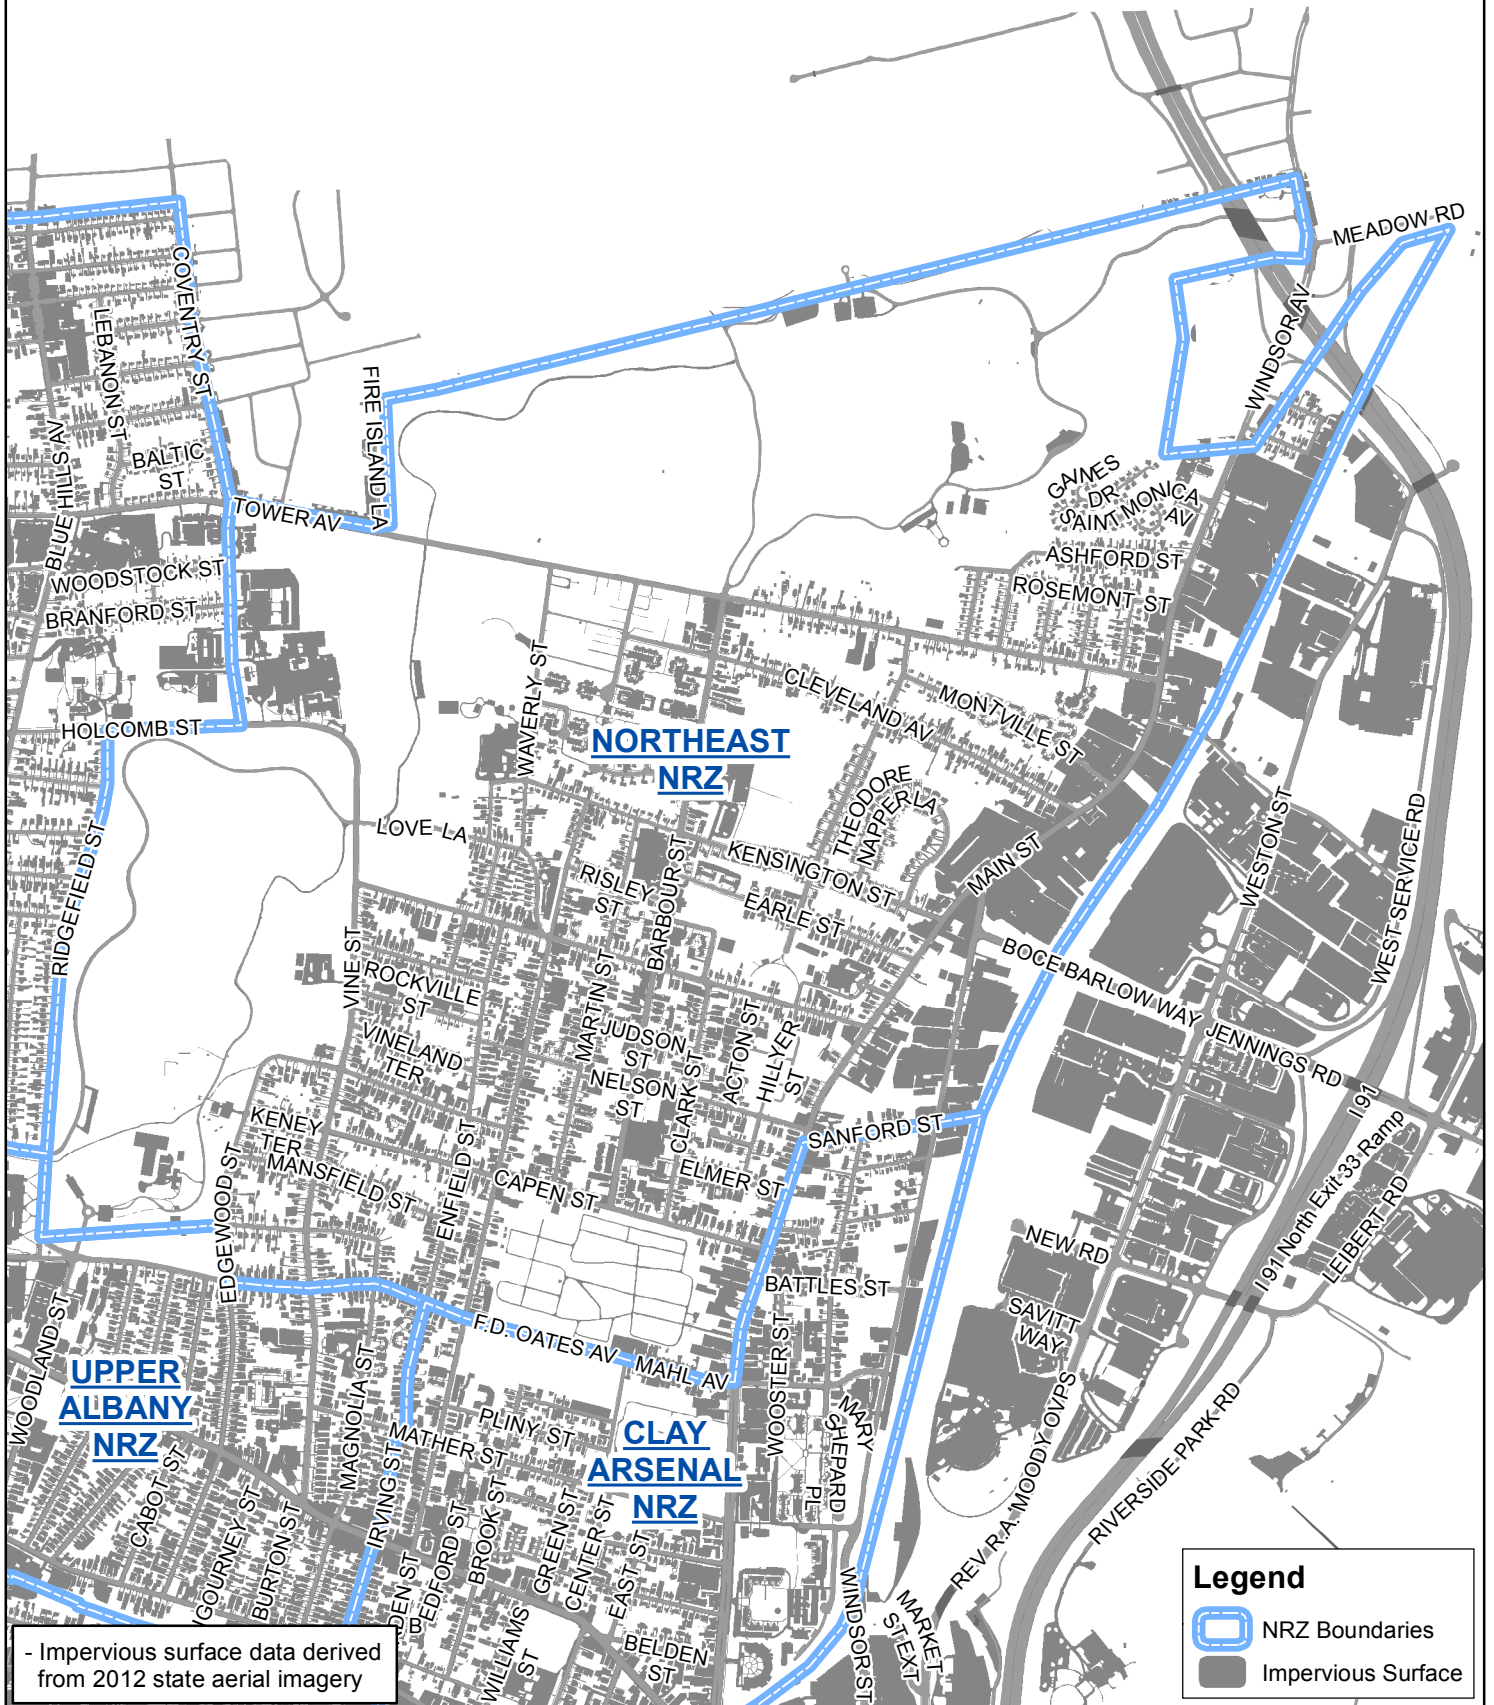 MEADOW RD
COVENTRY ST
LEBANON ST
WINDSOR AV
FIRE ISLAND LA
BLUE HILLS AV
BALTIC
ST
GAINES
DR
SAINT MONICA
AV
TOWER AV
ASHFORD ST
WOODSTOCK ST
ROSEMONT ST
BRANFORD ST
WAVERLY ST
CLEVELAND AV
MONTVILLE ST
HOLCOMB ST
NORTHEAST
NRZ
THEODORE
NAPPER LA
LOVE LA
WESTON ST
WEST SERVICE RD
RIDGEFIELD ST
KENSINGTON ST
MAIN ST
RISLEY
ST
BARBOUR ST
EARLE ST
VINE ST
BOCE BARLOW WAY
ROCKVILLE
ST
MARTIN ST
JUDSON
ST
ACTON ST
HILLYER
ST
JENNINGS RD
VINELAND
TER
NELSON
ST
CLARK ST
I 91
I 91 North Exit 33 Ramp
KENEY
TER
SANFORD ST
MANSFIELD ST
ENFIELD ST
CAPEN ST
ELMER ST
EDGEWOOD ST
LEIBERT RD
NEW RD
BATTLES ST
WOODLAND ST
F.D. OATES AV
MAHL AV
SAVITT
WAY
WOOSTER ST
UPPER
ALBANY
NRZ
MAGNOLIA ST
PLINY ST
MATHER ST
CLAY
ARSENAL
NRZ
MARY
SHEPARD
PL
REV. R.A. MOODY OVPS
RIVERSIDE PARK RD
CABOT ST
IRVING ST
GOURNEY ST
BURTON ST
BEDFORD ST
BROOK ST
GREEN ST
CENTER ST
EAST ST
DEN ST
WILLIAMS
ST
BELDEN
ST
WINDSOR ST
MARKET
ST EXT
Legend
NRZ Boundaries
Impervious Surface
- Impervious surface data derived
from 2012 state aerial imagery